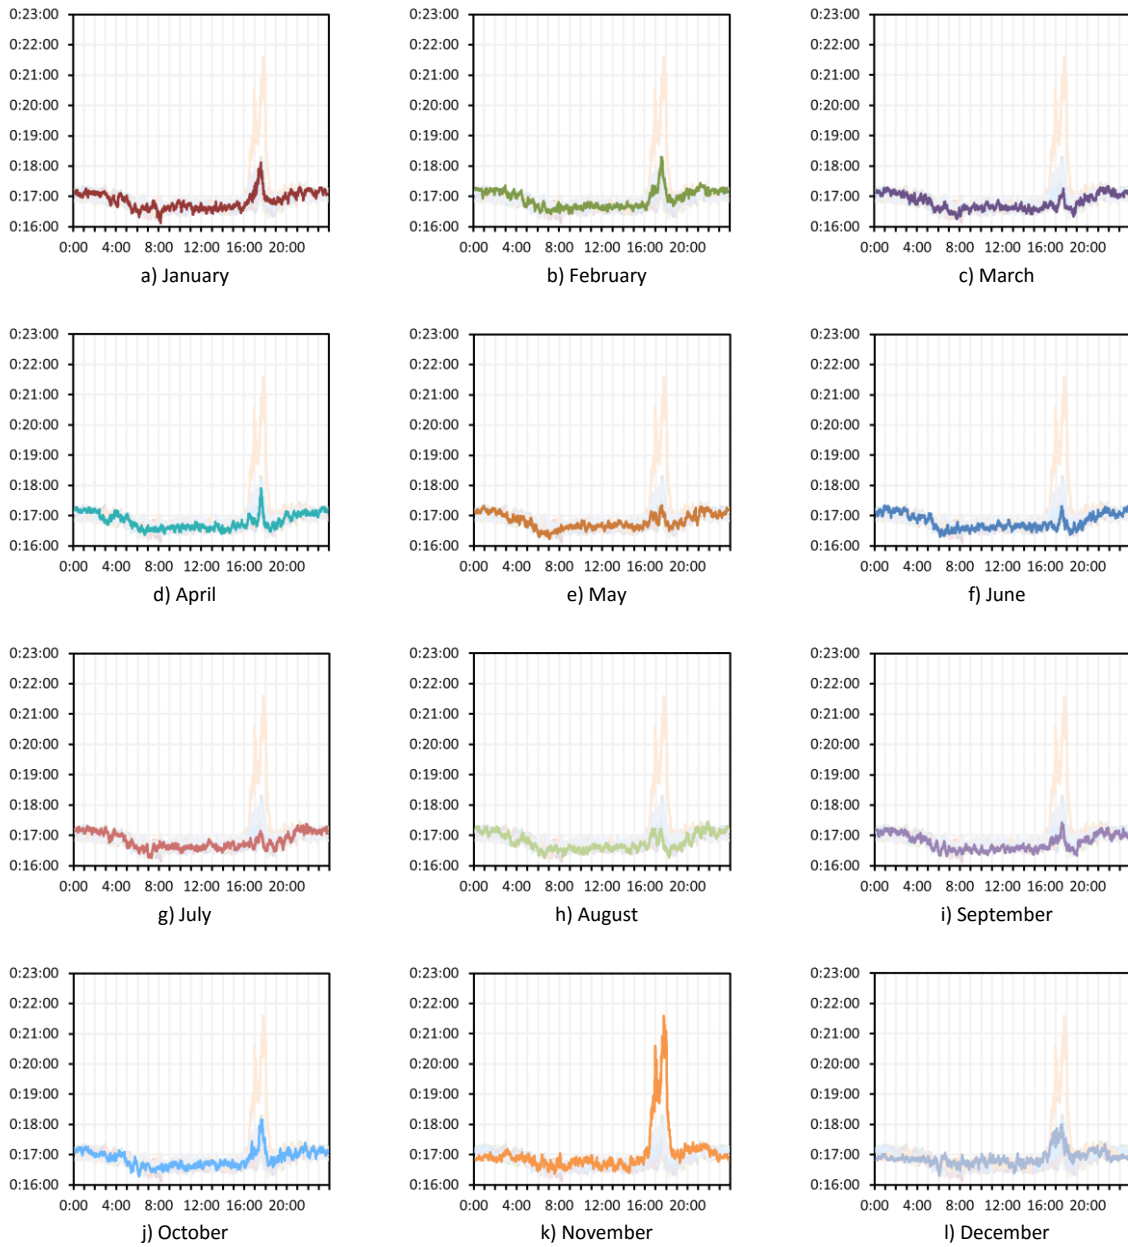 0:23:00 0:23:00 0:23:00
0:22:00 0:22:00 0:22:00
0:21:00 0:21:00 0:21:00
0:20:00 0:20:00 0:20:00
0:19:00 0:19:00 0:19:00
0:18:00 0:18:00 0:18:00
0:17:00 0:17:00 0:17:00
0:16:00 0:16:00 0:16:00
0:00 4:00 8:00 12:00 16:00 20:00 0:00 4:00 8:00 12:00 16:00 20:00 0:00 4:00 8:00 12:00 16:00 20:00
a) January b) February c) March
0:23:00 0:23:00 0:23:00
0:22:00 0:22:00 0:22:00
0:21:00 0:21:00 0:21:00
0:20:00 0:20:00 0:20:00
0:19:00 0:19:00 0:19:00
0:18:00 0:18:00 0:18:00
0:17:00 0:17:00 0:17:00
0:16:00 0:16:00 0:16:00
0:00 4:00 8:00 12:00 16:00 20:00 0:00 4:00 8:00 12:00 16:00 20:00 0:00 4:00 8:00 12:00 16:00 20:00
d) April e) May f) June
0:23:00 0:23:00 0:23:00
0:22:00 0:22:00 0:22:00
0:21:00 0:21:00 0:21:00
0:20:00 0:20:00 0:20:00
0:19:00 0:19:00 0:19:00
0:18:00 0:18:00 0:18:00
0:17:00 0:17:00 0:17:00
0:16:00 0:16:00 0:16:00
0:00 4:00 8:00 12:00 16:00 20:00 0:00 4:00 8:00 12:00 16:00 20:00 0:00 4:00 8:00 12:00 16:00 20:00
g) July h) August i) September
0:23:00 0:23:00 0:23:00
0:22:00 0:22:00 0:22:00
0:21:00 0:21:00 0:21:00
0:20:00 0:20:00 0:20:00
0:19:00 0:19:00 0:19:00
0:18:00 0:18:00 0:18:00
0:17:00 0:17:00 0:17:00
0:16:00 0:16:00 0:16:00
0:00 4:00 8:00 12:00 16:00 20:00 0:00 4:00 8:00 12:00 16:00 20:00 0:00 4:00 8:00 12:00 16:00 20:00
j) October k) November l) December